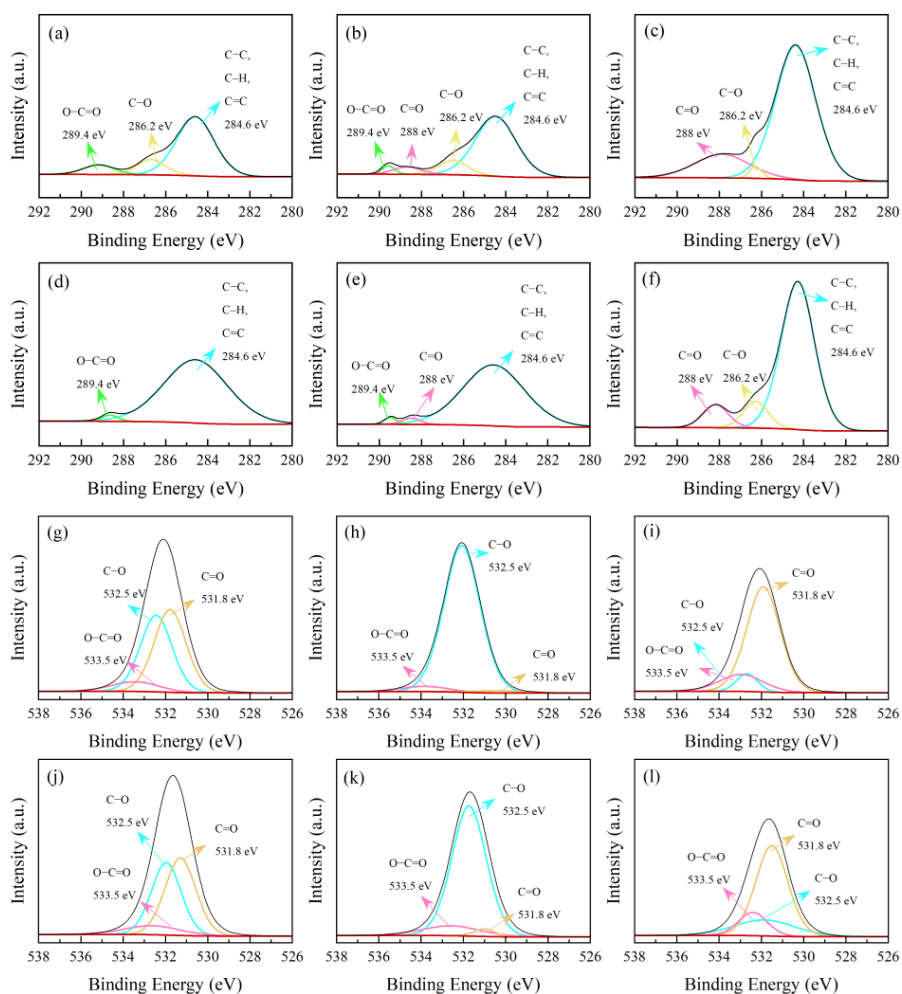 Intensity (a.u.)
(a)
O−C=O
289.4 eV
C−O
286.2 eV
C−C,
C−H,
C=C
284.6 eV
292 290 288 286 284 282 280
Binding Energy (eV)
Intensity (a.u.)
(b)
O−C=O
289.4 eV
C=O
288 eV
C−O
286.2 eV
C−C,
C−H,
C=C
284.6 eV
292 290 288 286 284 282 280
Binding Energy (eV)
Intensity (a.u.)
(c)
C=O
288 eV
C−O
286.2 eV
C−C,
C−H,
C=C
284.6 eV
292 290 288 286 284 282 280
Binding Energy (eV)
Intensity (a.u.)
(d)
O−C=O
289.4 eV
C−C,
C−H,
C=C
284.6 eV
292 290 288 286 284 282 280
Binding Energy (eV)
Intensity (a.u.)
(e)
O−C=O
289.4 eV
C=O
288 eV
C−C,
C−H,
C=C
284.6 eV
292 290 288 286 284 282 280
Binding Energy (eV)
Intensity (a.u.)
(f)
C=O
288 eV
C−O
286.2 eV
C−C,
C−H,
C=C
284.6 eV
292 290 288 286 284 282 280
Binding Energy (eV)
Intensity (a.u.)
(g)
C−O
532.5 eV
C=O
531.8 eV
O−C=O
533.5 eV
538 536 534 532 530 528 526
Binding Energy (eV)
Intensity (a.u.)
(h)
C−O
532.5 eV
O−C=O
533.5 eV
C=O
531.8 eV
538 536 534 532 530 528 526
Binding Energy (eV)
Intensity (a.u.)
(i)
C=O
531.8 eV
C−O
532.5 eV
O−C=O
533.5 eV
538 536 534 532 530 528 526
Binding Energy (eV)
Intensity (a.u.)
(j)
C−O
532.5 eV
C=O
531.8 eV
O−C=O
533.5 eV
538 536 534 532 530 528 526
Binding Energy (eV)
Intensity (a.u.)
(k)
C−O
532.5 eV
O−C=O
533.5 eV
C=O
531.8 eV
538 536 534 532 530 528 526
Binding Energy (eV)
Intensity (a.u.)
(l)
C=O
531.8 eV
O−C=O
533.5 eV
C−O
532.5 eV
538 536 534 532 530 528 526
Binding Energy (eV)